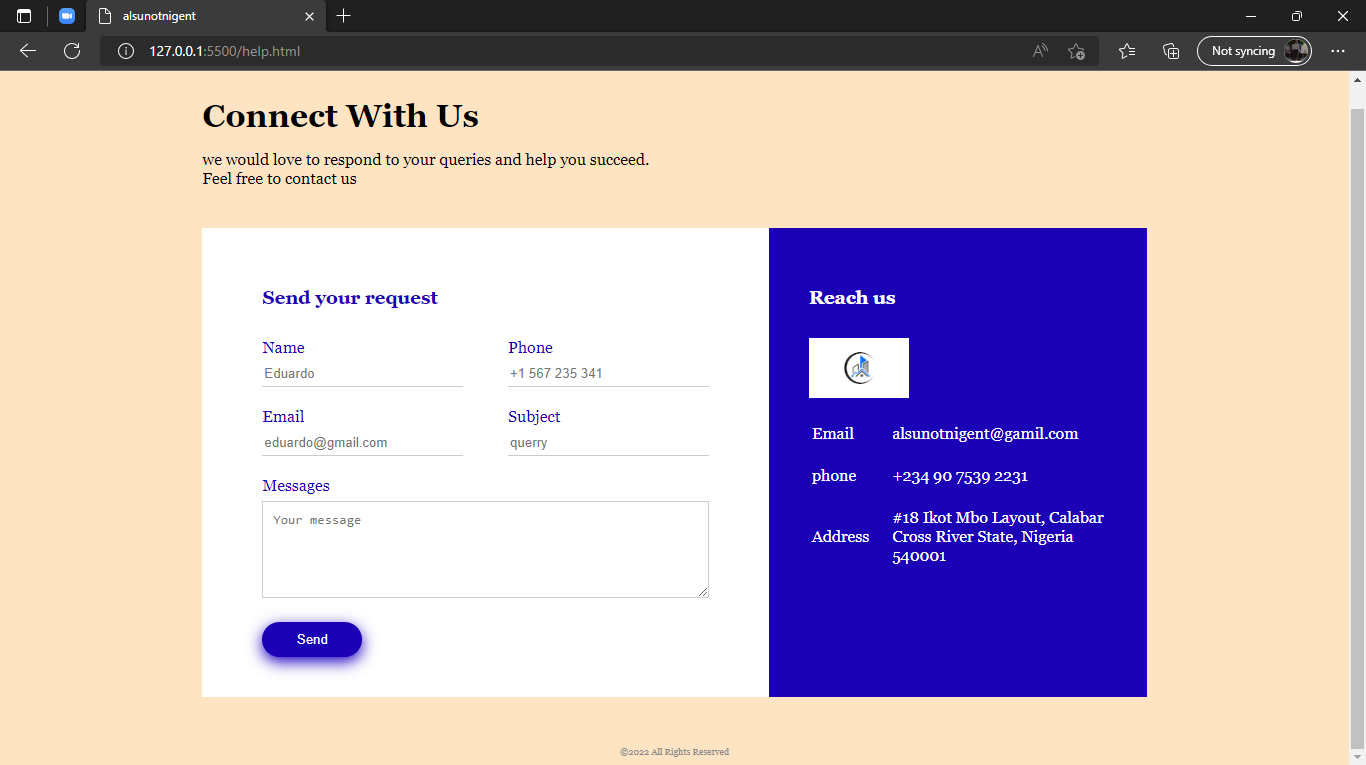 alsunotnigent
127.0.0.1:5500/help.html
Not syncing
Connect With Us
we would love to respond to your queries and help you succeed.
Feel free to contact us
Send your request
Name
Phone
Eduardo
+1 567 235 341
Email
Subject
eduardo@gmail.com
querry
Messages
Your message
Send
Reach us
Email
alsunotnigent@gamil.com
phone
+234 90 7539 2231
Address
#18 Ikot Mbo Layout, Calabar
Cross River State, Nigeria
540001
©2022 All Rights Reserved